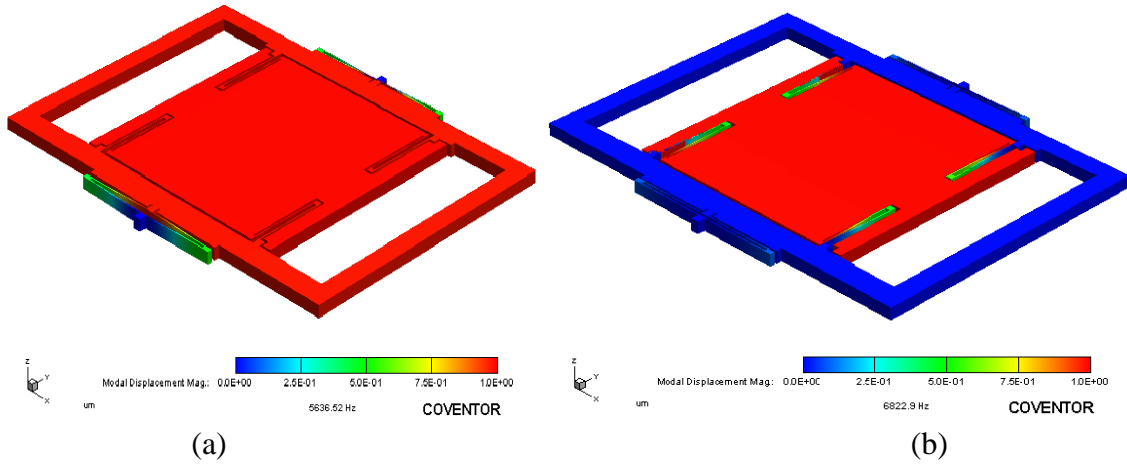 z
Y
X
Modal Displacement Mag.: 0.0E+00 2.5E-01 5.0E-01 7.5E-01 1.0E+00
um
5636.52 Hz
COVENTOR
(a)
z
Y
X
Modal Displacement Mag.: 0.0E+0C 2.5E-01 5.0E-01 7.5E-01 1.0E+00
um
6822.9 Hz
COVENTOR
(b)